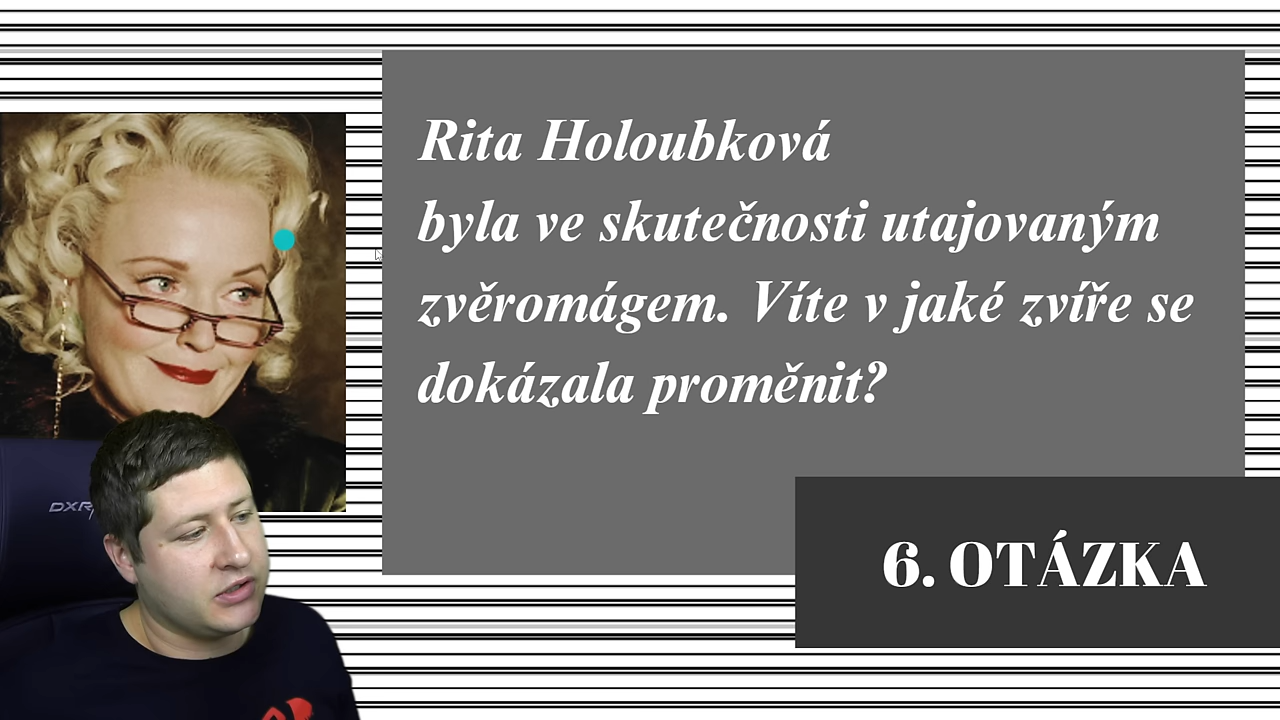 Rita Holoubková
byla ve skutečnosti utajovaným
zvěromágem. Víte v jaké zvíře se
dokázala proměnit?
6. OTÁZKA